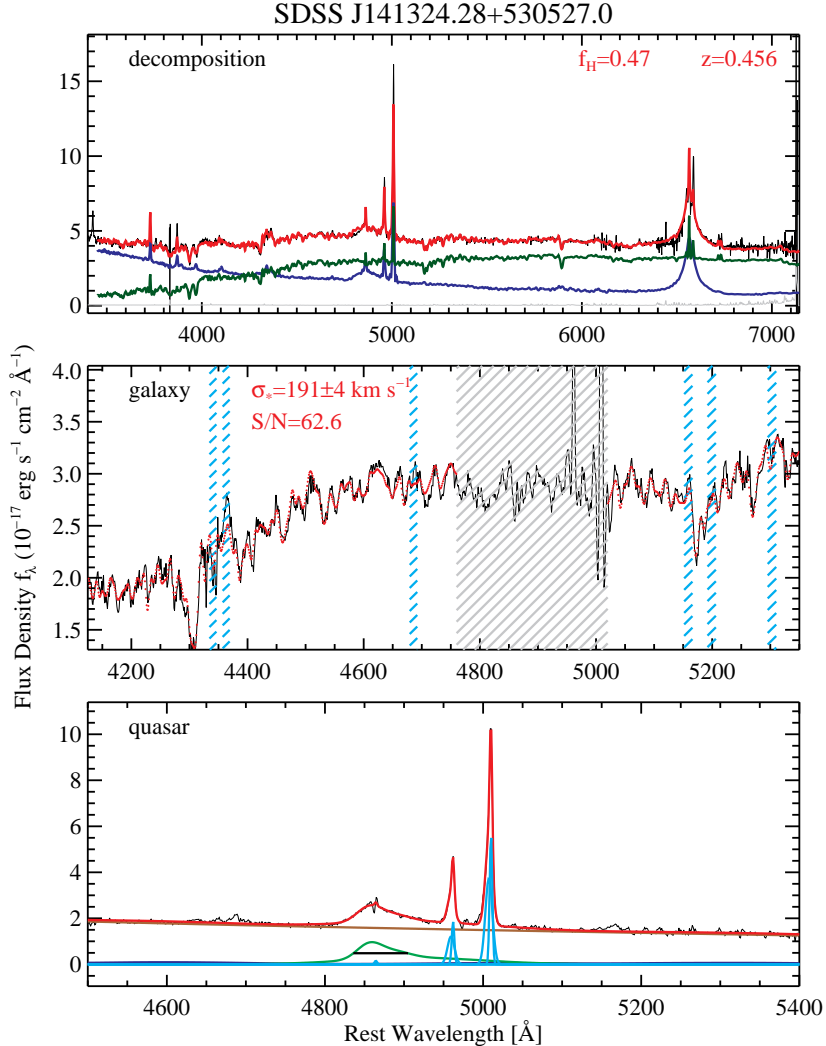 SDSS J141324.28+530527.0
decomposition
f_H=0.47 z=0.456
15
10
5
0
4000 5000 6000 7000
galaxy
σ_*=191±4 km s⁻¹
S/N=62.6
4.0
3.5
3.0
2.5
2.0
1.5
4200 4400 4600 4800 5000 5200
Flux Density f_λ (10⁻¹⁷ erg s⁻¹ cm⁻² Å⁻¹)
quasar
10
8
6
4
2
0
4600 4800 5000 5200 5400
Rest Wavelength [Å]